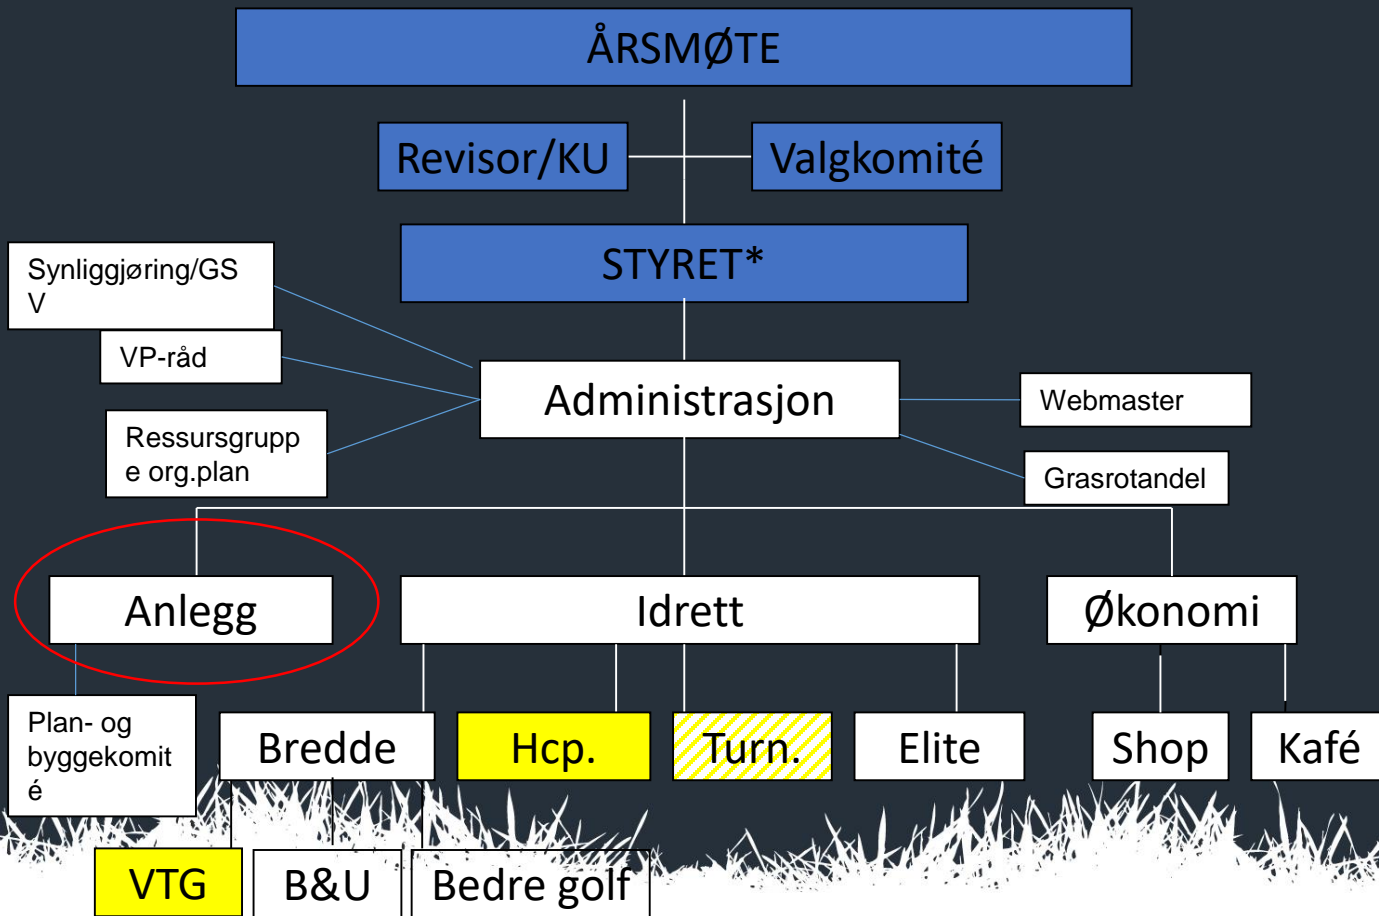 ÅRSMØTE
Revisor/KU
Valgkomité
STYRET*
Synliggjøring/GS
V
VP-råd
Ressursgrupp
e org.plan
Administrasjon
Webmaster
Grasrotandel
Anlegg
Idrett
Økonomi
Plan- og
byggekomit
é
Bredde
Hcp.
Turn.
Elite
Shop
Kafé
VTG
B&U
Bedre golf